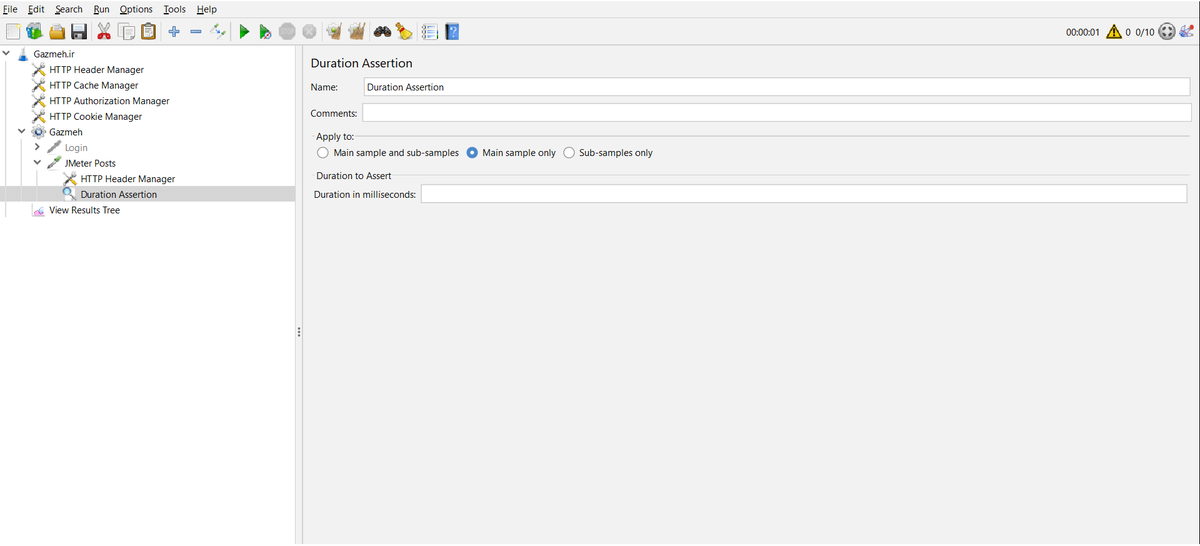 File Edit Search Run Options Tools Help
00:00:01 0 0/10
Gazmeh.ir
HTTP Header Manager
HTTP Cache Manager
HTTP Authorization Manager
HTTP Cookie Manager
Gazmeh
Login
JMeter Posts
HTTP Header Manager
Duration Assertion
View Results Tree
Duration Assertion
Name: Duration Assertion
Comments:
Apply to:
Main sample and sub-samples Main sample only Sub-samples only
Duration to Assert
Duration in milliseconds: